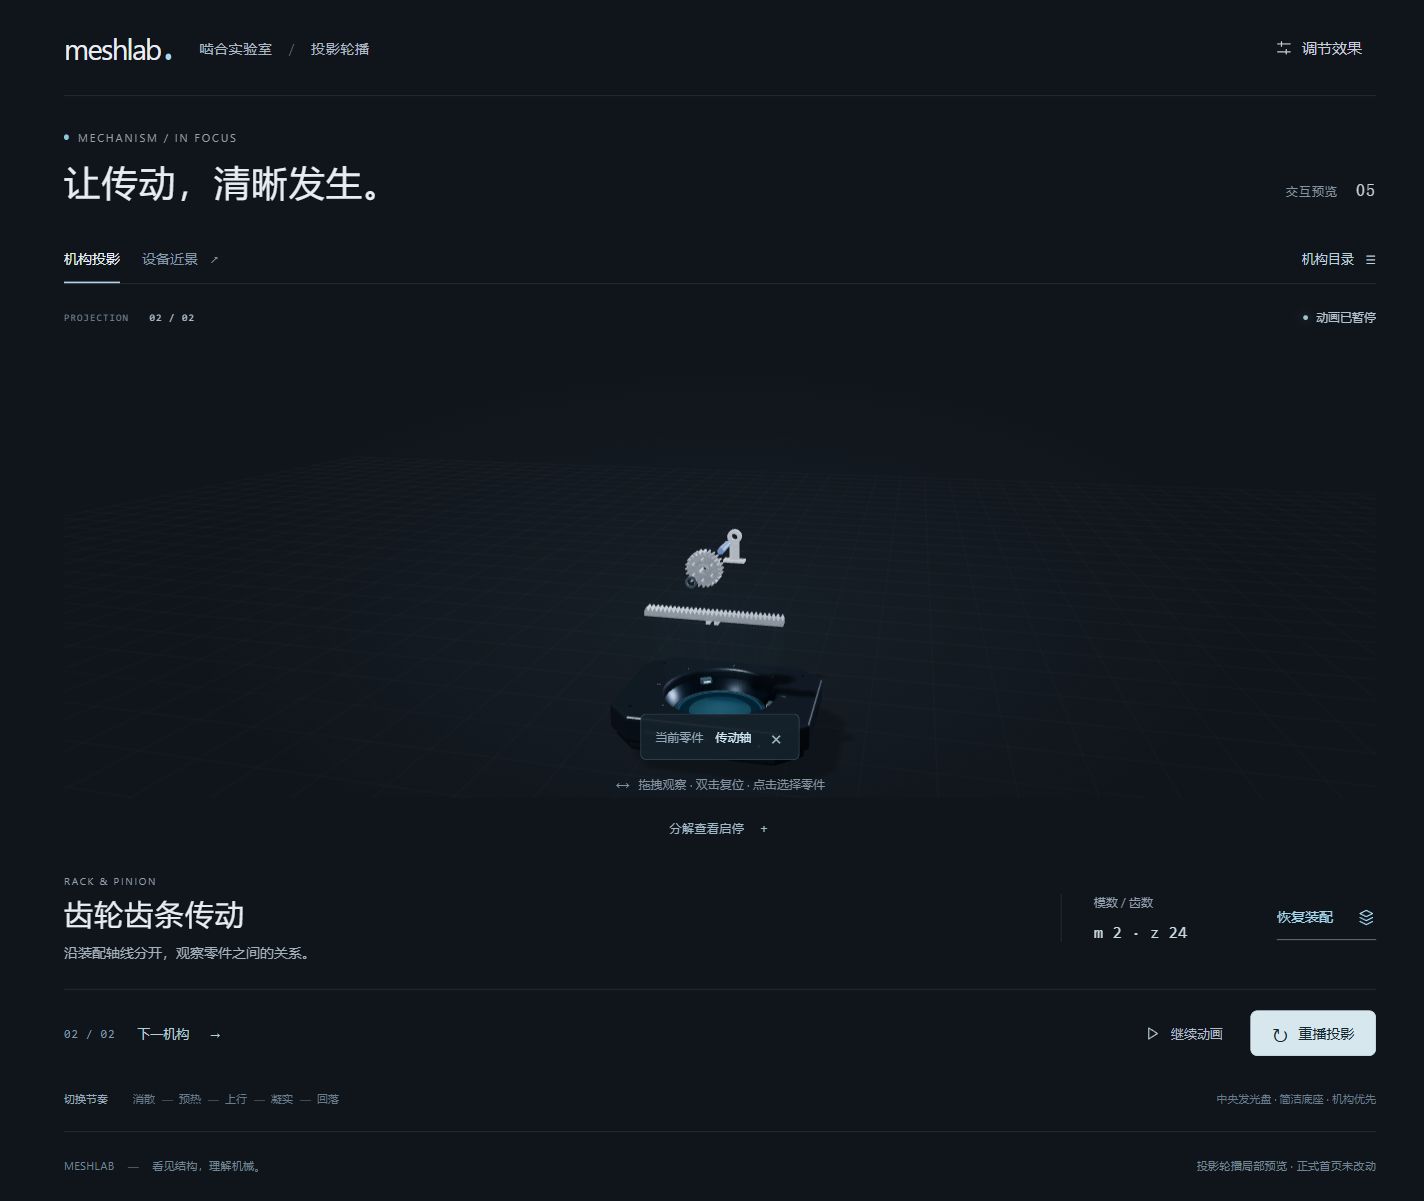 meshlab. 啮合实验室 / 投影轮播
调节效果
MECHANISM / IN FOCUS
让传动，清晰发生。
交互预览 05
机构投影 设备近景 ↗
机构目录 ☰
PROJECTION 02 / 02
动画已暂停
当前零件 传动轴 ×
↔ 拖拽观察 · 双击复位 · 点击选择零件
分解查看启停 +
RACK & PINION
齿轮齿条传动
沿装配轴线分开，观察零件之间的关系。
模数 / 齿数
m 2 · z 24
恢复装配
02 / 02 下一机构 →
继续动画
重播投影
切换节奏 消散 — 预热 — 上行 — 凝实 — 回落
中央发光盘 · 简洁底座 · 机构优先
MESHLAB — 看见结构，理解机械。
投影轮播局部预览 · 正式首页未改动